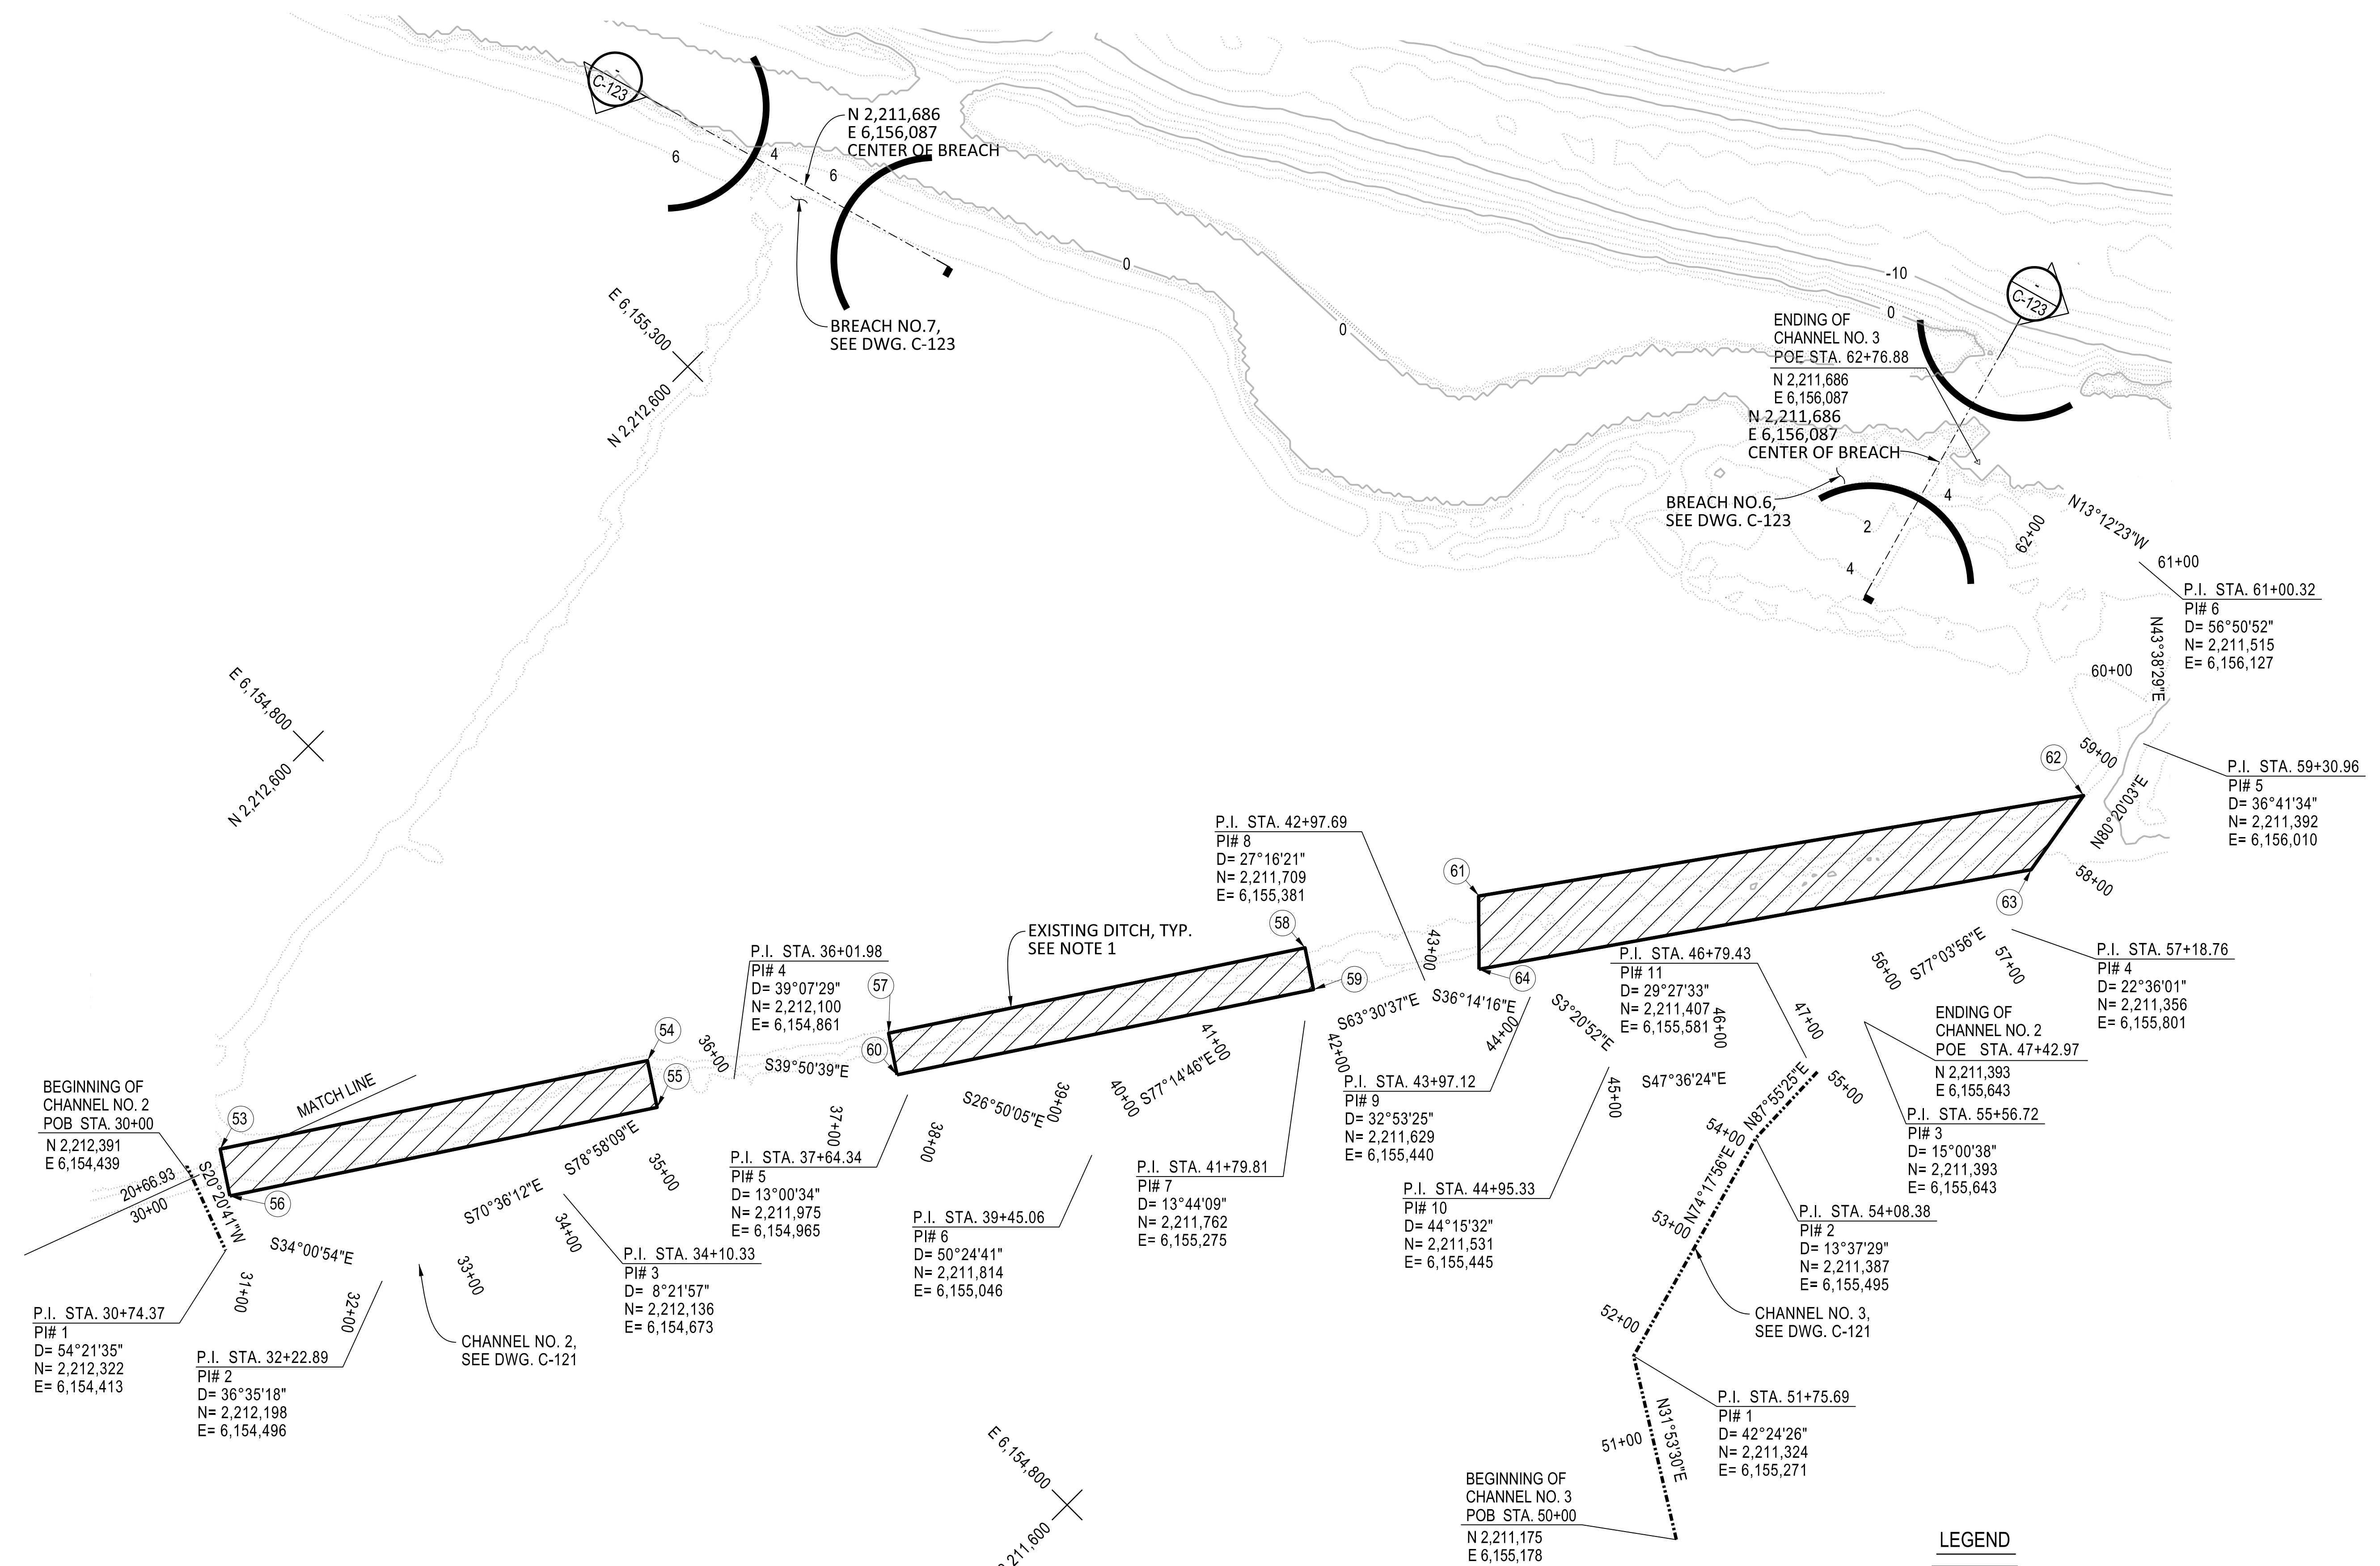 -
C-123
N 2,211,686
E 6,156,087
CENTER OF BREACH
6
4
6
BREACH NO.7,
SEE DWG. C-123
0
0
-10
0
-
C-123
ENDING OF
CHANNEL NO. 3
POE STA. 62+76.88
N 2,211,686
E 6,156,087
N 2,211,686
E 6,156,087
CENTER OF BREACH
BREACH NO.6,
SEE DWG. C-123
4
2
4
62+00
N13°12'23"W
61+00
P.I. STA. 61+00.32
PI# 6
D= 56°50'52"
N= 2,211,515
E= 6,156,127
N43°38'29"E
60+00
59+00
P.I. STA. 59+30.96
PI# 5
D= 36°41'34"
N= 2,211,392
E= 6,156,010
N80°20'03"E
58+00
E 6,155,300
N 2,212,600
E 6,154,800
N 2,212,600
62
63
61
64
P.I. STA. 42+97.69
PI# 8
D= 27°16'21"
N= 2,211,709
E= 6,155,381
58
59
EXISTING DITCH, TYP.
SEE NOTE 1
57
60
P.I. STA. 36+01.98
PI# 4
D= 39°07'29"
N= 2,212,100
E= 6,154,861
54
55
36+00
S39°50'39"E
43+00
S63°30'37"E
S36°14'16"E
S3°20'52"E
44+00
P.I. STA. 46+79.43
PI# 11
D= 29°27'33"
N= 2,211,407
E= 6,155,581
46+00
47+00
56+00
S77°03'56"E
57+00
P.I. STA. 57+18.76
PI# 4
D= 22°36'01"
N= 2,211,356
E= 6,155,801
ENDING OF
CHANNEL NO. 2
POE STA. 47+42.97
N 2,211,393
E 6,155,643
P.I. STA. 55+56.72
PI# 3
D= 15°00'38"
N= 2,211,393
E= 6,155,643
BEGINNING OF
CHANNEL NO. 2
POB STA. 30+00
N 2,212,391
E 6,154,439
MATCH LINE
53
56
20+66.93
30+00
S20°20'41"W
S34°00'54"E
31+00
32+00
S70°36'12"E
S78°58'09"E
33+00
34+00
35+00
37+00
38+00
S26°50'05"E
39+00
40+00
S77°14'46"E
41+00
42+00
45+00
S47°36'24"E
54+00
N87°55'25"E
55+00
N74°17'56"E
53+00
52+00
P.I. STA. 30+74.37
PI# 1
D= 54°21'35"
N= 2,212,322
E= 6,154,413
P.I. STA. 32+22.89
PI# 2
D= 36°35'18"
N= 2,212,198
E= 6,154,496
CHANNEL NO. 2,
SEE DWG. C-121
P.I. STA. 34+10.33
PI# 3
D= 8°21'57"
N= 2,212,136
E= 6,154,673
P.I. STA. 37+64.34
PI# 5
D= 13°00'34"
N= 2,211,975
E= 6,154,965
P.I. STA. 39+45.06
PI# 6
D= 50°24'41"
N= 2,211,814
E= 6,155,046
P.I. STA. 41+79.81
PI# 7
D= 13°44'09"
N= 2,211,762
E= 6,155,275
P.I. STA. 43+97.12
PI# 9
D= 32°53'25"
N= 2,211,629
E= 6,155,440
P.I. STA. 44+95.33
PI# 10
D= 44°15'32"
N= 2,211,531
E= 6,155,445
P.I. STA. 54+08.38
PI# 2
D= 13°37'29"
N= 2,211,387
E= 6,155,495
CHANNEL NO. 3,
SEE DWG. C-121
P.I. STA. 51+75.69
PI# 1
D= 42°24'26"
N= 2,211,324
E= 6,155,271
N31°53'30"E
51+00
BEGINNING OF
CHANNEL NO. 3
POB STA. 50+00
N 2,211,175
E 6,155,178
E 6,154,800
211,600
LEGEND